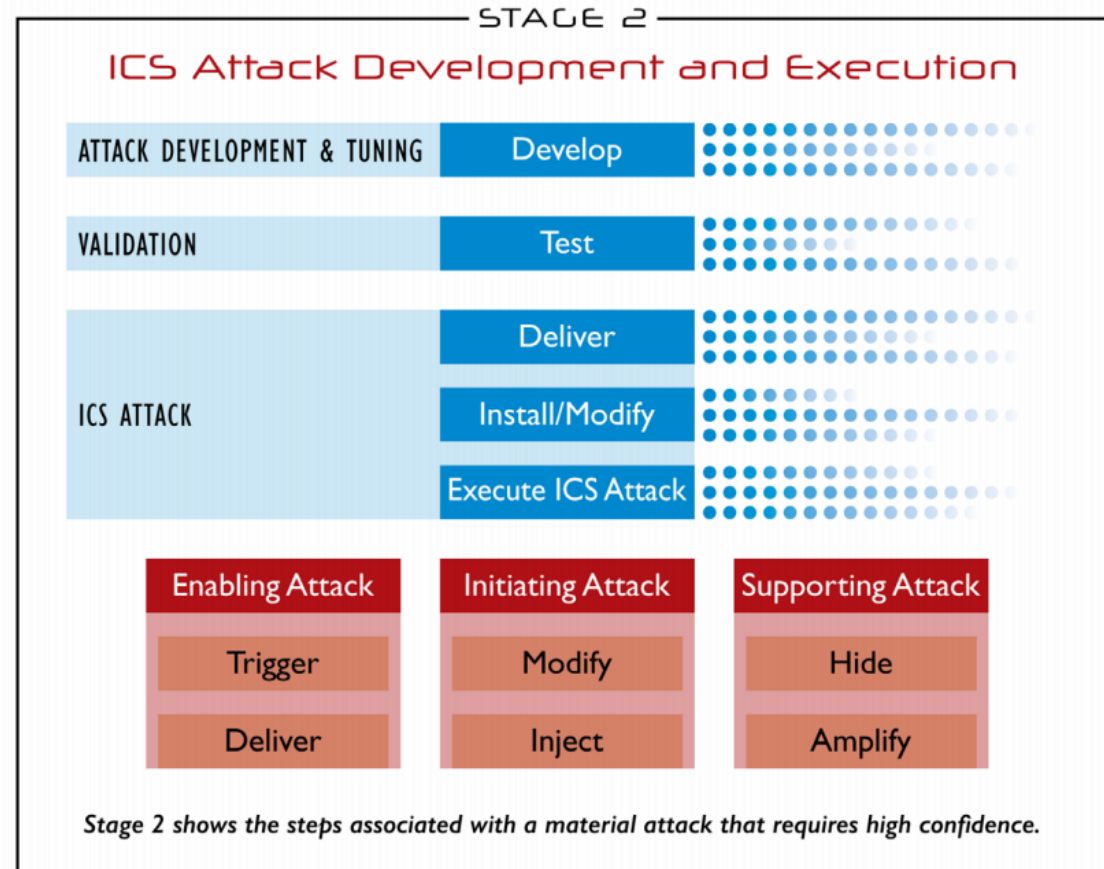 STAGE 2
ICS Attack Development and Execution
ATTACK DEVELOPMENT & TUNING
Develop
VALIDATION
Test
ICS ATTACK
Deliver
Install/Modify
Execute ICS Attack
Enabling Attack
Initiating Attack
Supporting Attack
Trigger
Modify
Hide
Deliver
Inject
Amplify
Stage 2 shows the steps associated with a material attack that requires high confidence.